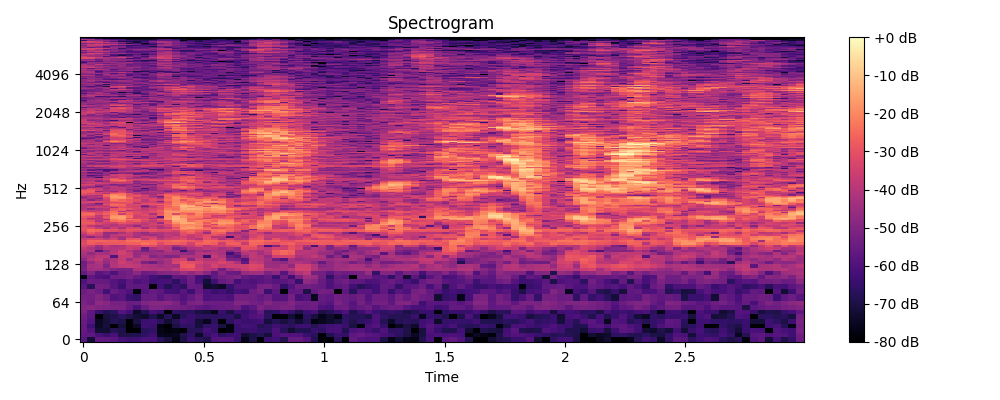 Spectrogram
Hz
4096
2048
1024
512
256
128
64
0
0
0.5
1
1.5
2
2.5
Time
+0 dB
-10 dB
-20 dB
-30 dB
-40 dB
-50 dB
-60 dB
-70 dB
-80 dB